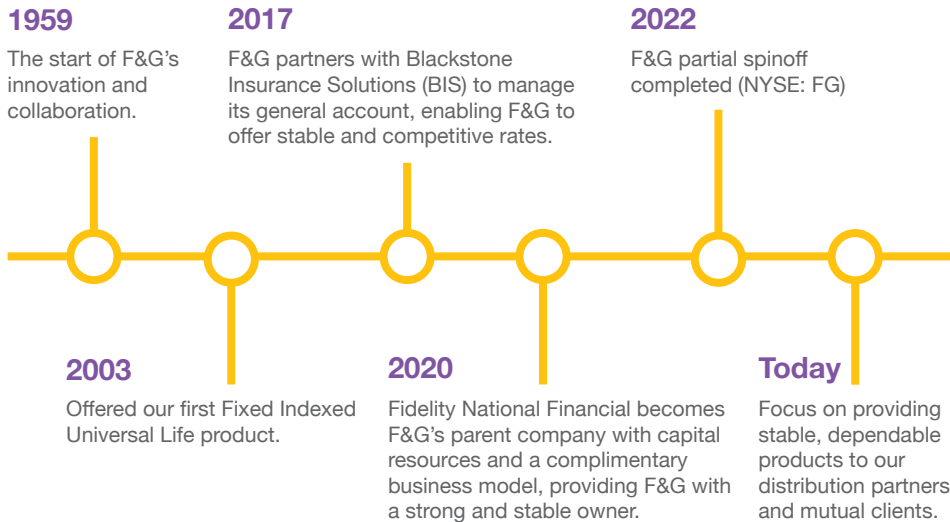 1959
The start of F&G's
innovation and
collaboration.
2017
F&G partners with Blackstone
Insurance Solutions (BIS) to manage
its general account, enabling F&G to
offer stable and competitive rates.
2022
F&G partial spinoff
completed (NYSE: FG)
2003
Offered our first Fixed Indexed
Universal Life product.
2020
Fidelity National Financial becomes
F&G's parent company with capital
resources and a complimentary
business model, providing F&G with
a strong and stable owner.
Today
Focus on providing
stable, dependable
products to our
distribution partners
and mutual clients.